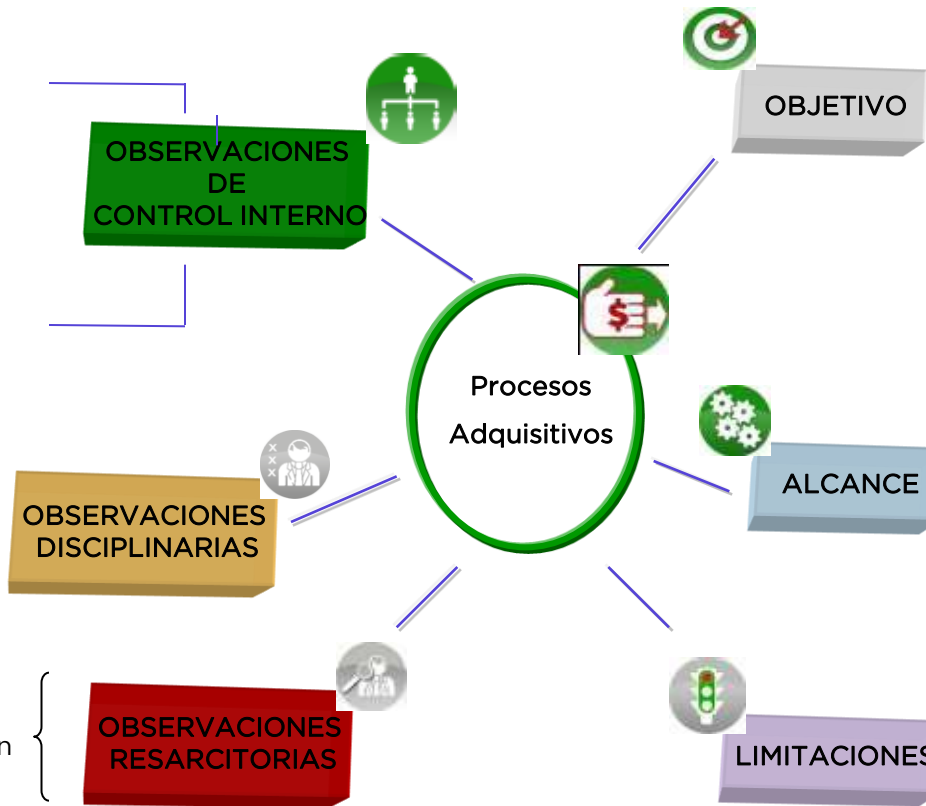 OBJETIVO
OBSERVACIONES
DE
CONTROL INTERNO
$
Procesos
Adquisitivos
ALCANCE
OBSERVACIONES
DISCIPLINARIAS
OBSERVACIONES
RESARCITORIAS
n
LIMITACIONES